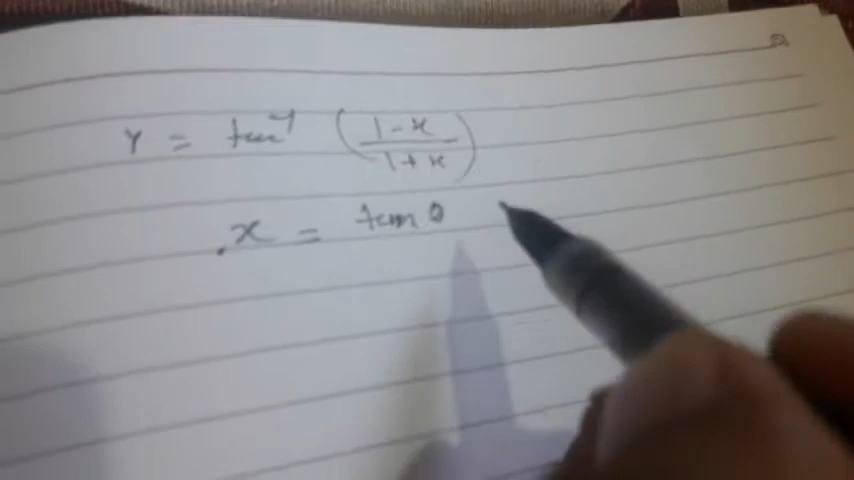 Y = tan⁻¹ ( (1 - x) / (1 + x) )
x = tan θ